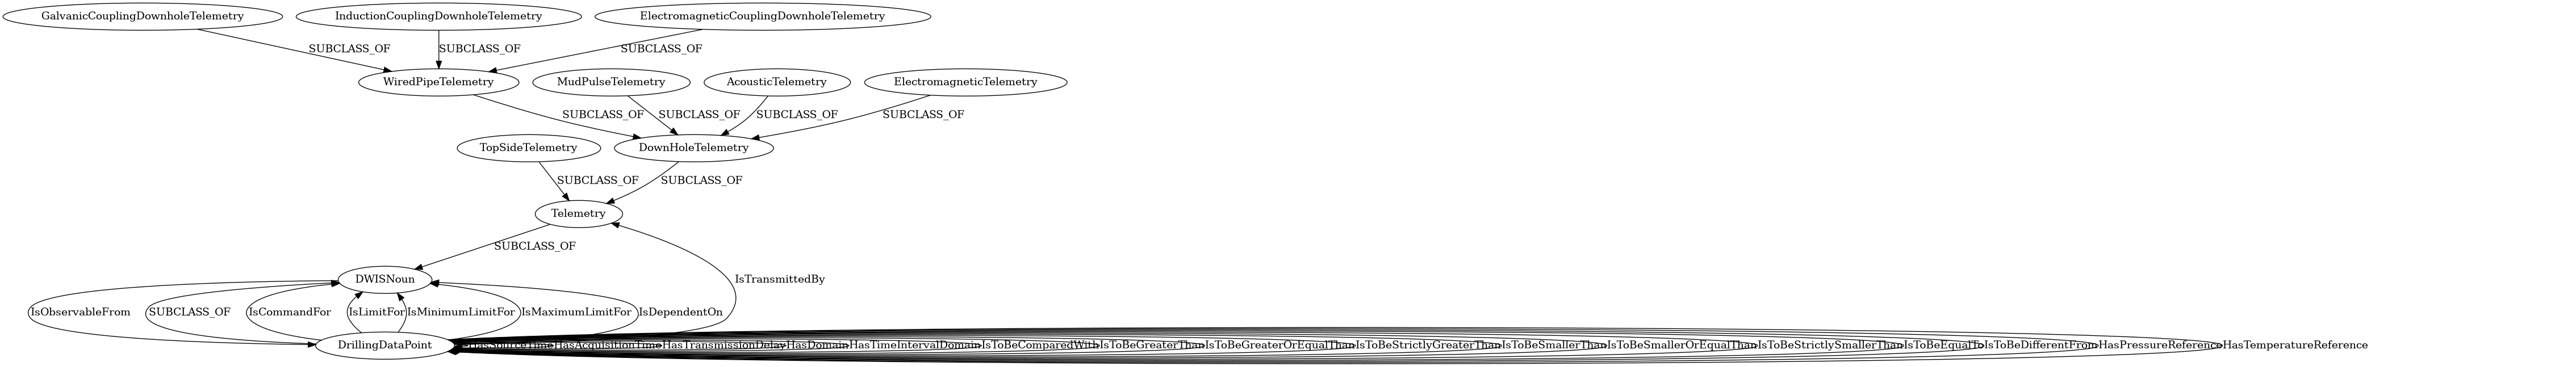 GalvanicCouplingDownholeTelemetry
InductionCouplingDownholeTelemetry
ElectromagneticCouplingDownholeTelemetry
SUBCLASS_OF
SUBCLASS_OF
SUBCLASS_OF
WiredPipeTelemetry
MudPulseTelemetry
AcousticTelemetry
ElectromagneticTelemetry
SUBCLASS_OF
SUBCLASS_OF
SUBCLASS_OF
SUBCLASS_OF
TopSideTelemetry
DownHoleTelemetry
SUBCLASS_OF
SUBCLASS_OF
Telemetry
SUBCLASS_OF
DWISNoun
IsTransmittedBy
IsObservableFrom
SUBCLASS_OF
IsCommandFor
IsLimitFor
IsMinimumLimitFor
IsMaximumLimitFor
IsDependentOn
DrillingDataPoint
HasSourceTime
HasAcquisitionTime
HasTransmissionDelay
HasDomain
HasTimeIntervalDomain
IsToBeComparedWith
IsToBeGreaterThan
IsToBeGreaterOrEqualThan
IsToBeStrictlyGreaterThan
IsToBeSmallerThan
IsToBeSmallerOrEqualThan
IsToBeStrictlySmallerThan
IsToBeEqualTo
IsToBeDifferentFrom
HasPressureReference
HasTemperatureReference